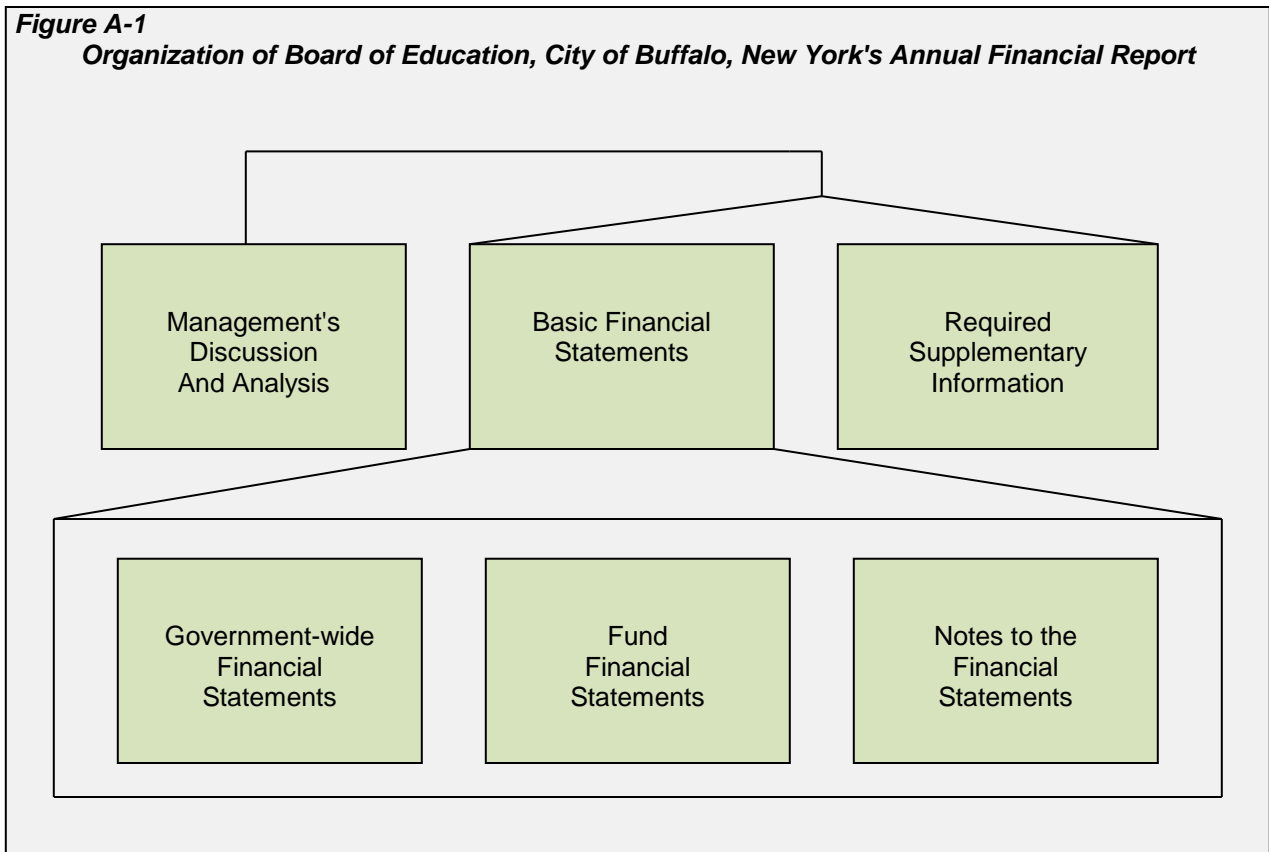 Figure A-1
Organization of Board of Education, City of Buffalo, New York's Annual Financial Report
Management's
Discussion
And Analysis
Basic Financial
Statements
Required
Supplementary
Information
Government-wide
Financial
Statements
Fund
Financial
Statements
Notes to the
Financial
Statements